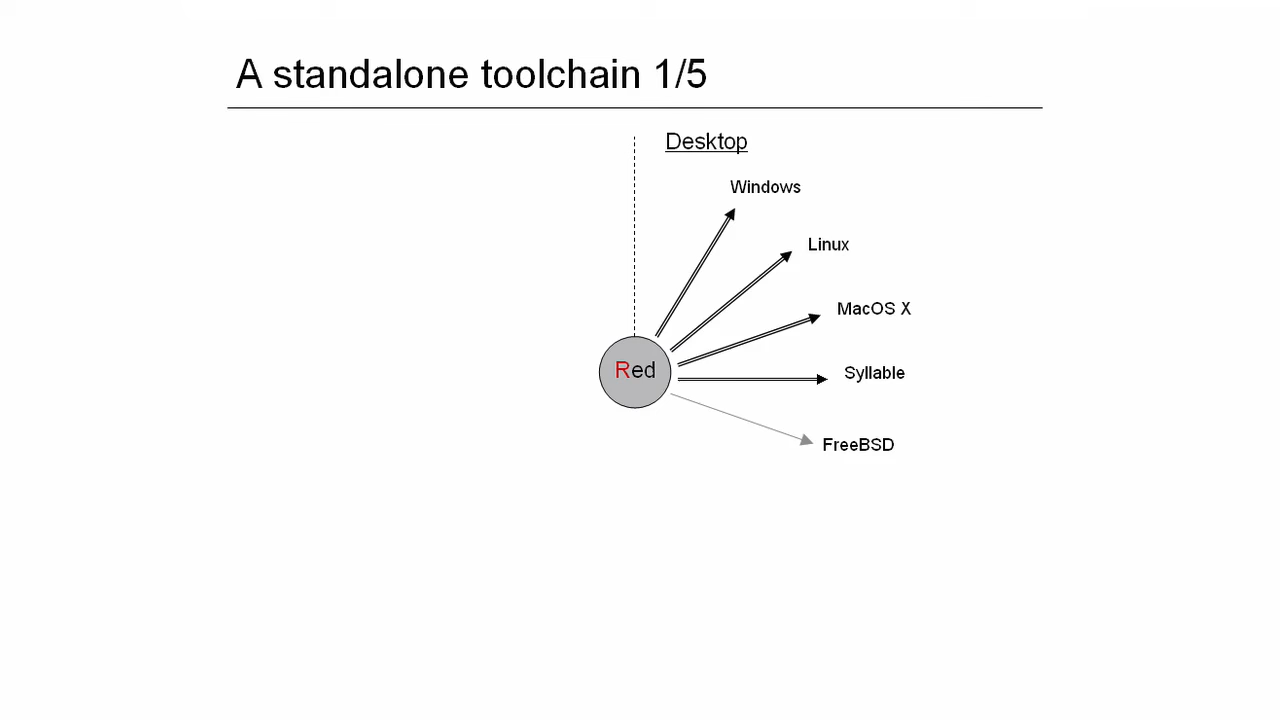 A standalone toolchain 1/5
Desktop
Windows
Linux
MacOS X
Red
Syllable
FreeBSD